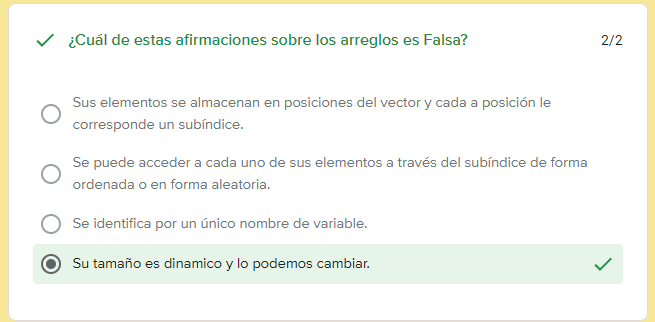 ¿Cuál de estas afirmaciones sobre los arreglos es Falsa? 2/2
Sus elementos se almacenan en posiciones del vector y cada a posición le
corresponde un subíndice.
Se puede acceder a cada uno de sus elementos a través del subíndice de forma
ordenada o en forma aleatoria.
Se identifica por un único nombre de variable.
Su tamaño es dinamico y lo podemos cambiar.